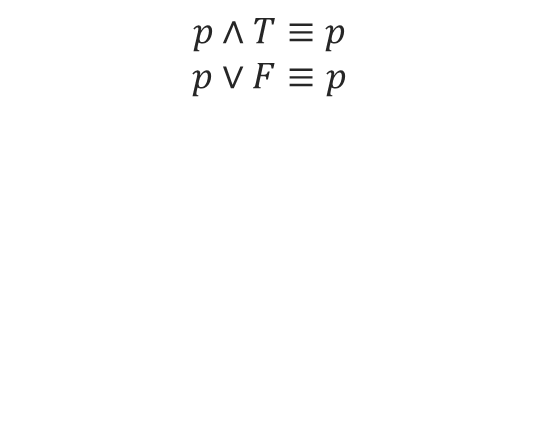 p ∧ T ≡ p
p ∨ F ≡ p